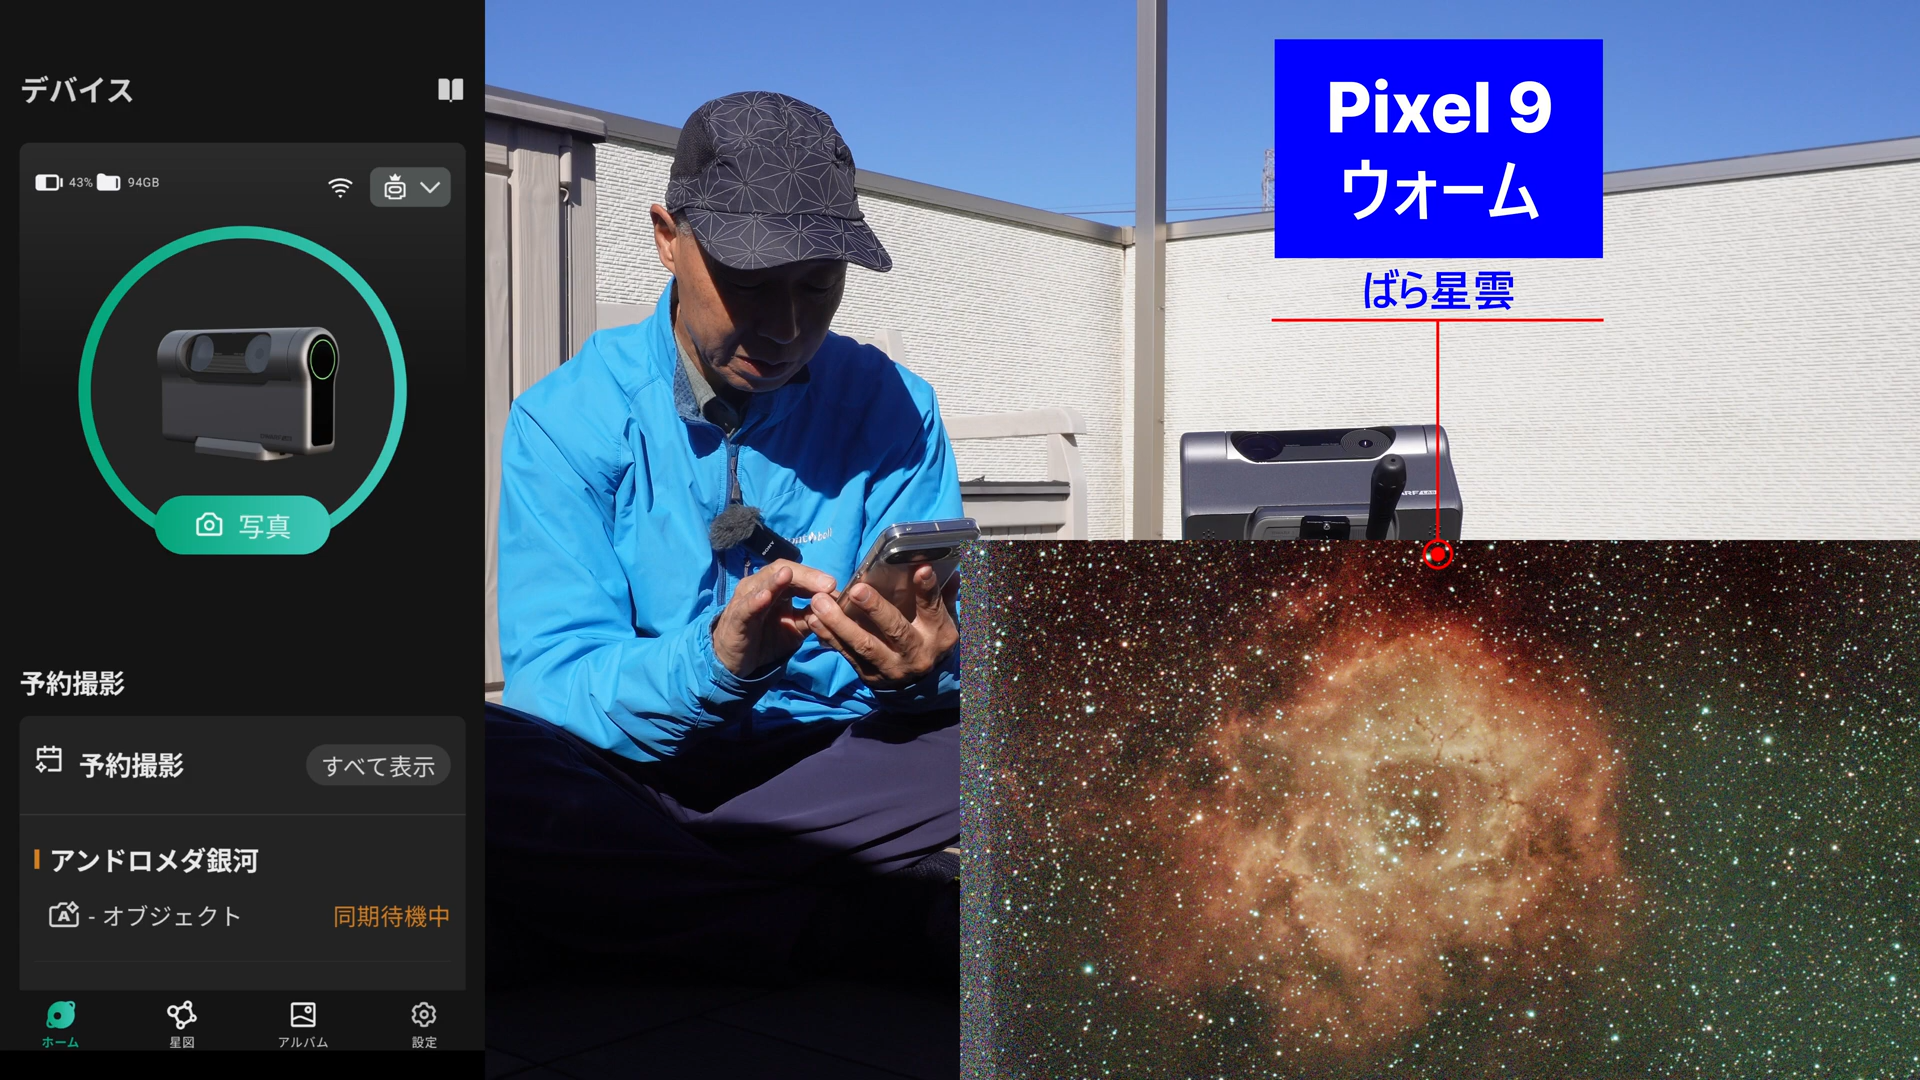 デバイス
43%
94GB
写真
予約撮影
予約撮影
すべて表示
アンドロメダ銀河
- オブジェクト
同期待機中
ホーム
星図
アルバム
設定
Pixel 9
ウォーム
ばら星雲
SONY